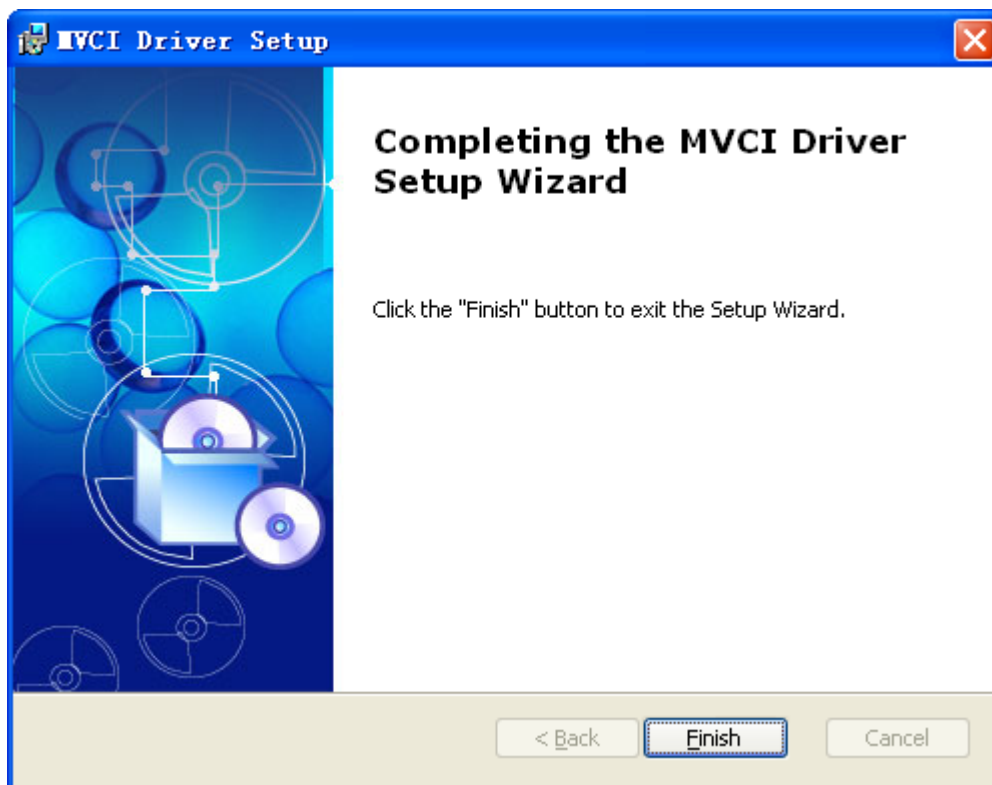 MVCI Driver Setup
Completing the MVCI Driver
Setup Wizard
Click the "Finish" button to exit the Setup Wizard.
< Back
Finish
Cancel